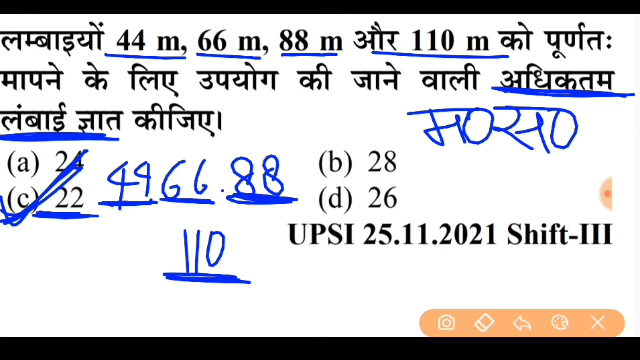 लम्बाइयों 44 m, 66 m, 88 m और 110 m को पूर्णतः
मापने के लिए उपयोग की जाने वाली अधिकतम
लंबाई ज्ञात कीजिए।
म०स०
(a) 24 (b) 28
(c) 22 (d) 26
44, 66, 88
110
UPSI 25.11.2021 Shift-III